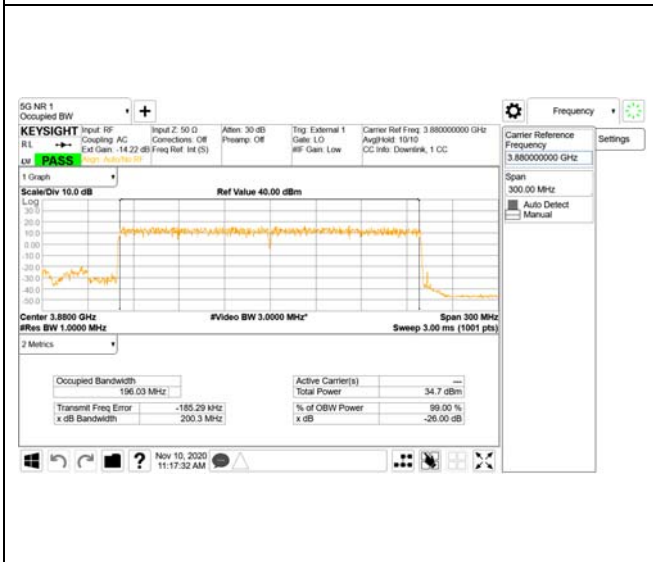 5G NR 1
Occupied BW
+
Frequency
KEYSIGHT
R L
LXI
PASS
Input: RF
Coupling: AC
Ext Gain: -14.22 dB
Align: Auto/No RF
Input Z: 50 Ω
Corrections: Off
Freq Ref: Int (S)
Atten: 30 dB
Preamp: Off
Trig: External 1
Gate: LO
#IF Gain: Low
Carrier Ref Freq: 3.880000000 GHz
Avg|Hold: 10/10
CC Info: Downlink, 1 CC
Carrier Reference
Frequency
3.880000000 GHz
Settings
Span
300.00 MHz
Auto Detect
Manual
1 Graph
Scale/Div 10.0 dB
Ref Value 40.00 dBm
Log
30.0
20.0
10.0
0.00
-10.0
-20.0
-30.0
-40.0
-50.0
Center 3.8800 GHz
#Video BW 3.0000 MHz*
Span 300 MHz
#Res BW 1.0000 MHz
Sweep 3.00 ms (1001 pts)
2 Metrics
Occupied Bandwidth
196.03 MHz
Active Carrier(s) ---
Total Power 34.7 dBm
Transmit Freq Error -185.29 kHz
% of OBW Power 99.00 %
x dB Bandwidth 200.3 MHz
x dB -26.00 dB
?
Nov 10, 2020
11:17:32 AM